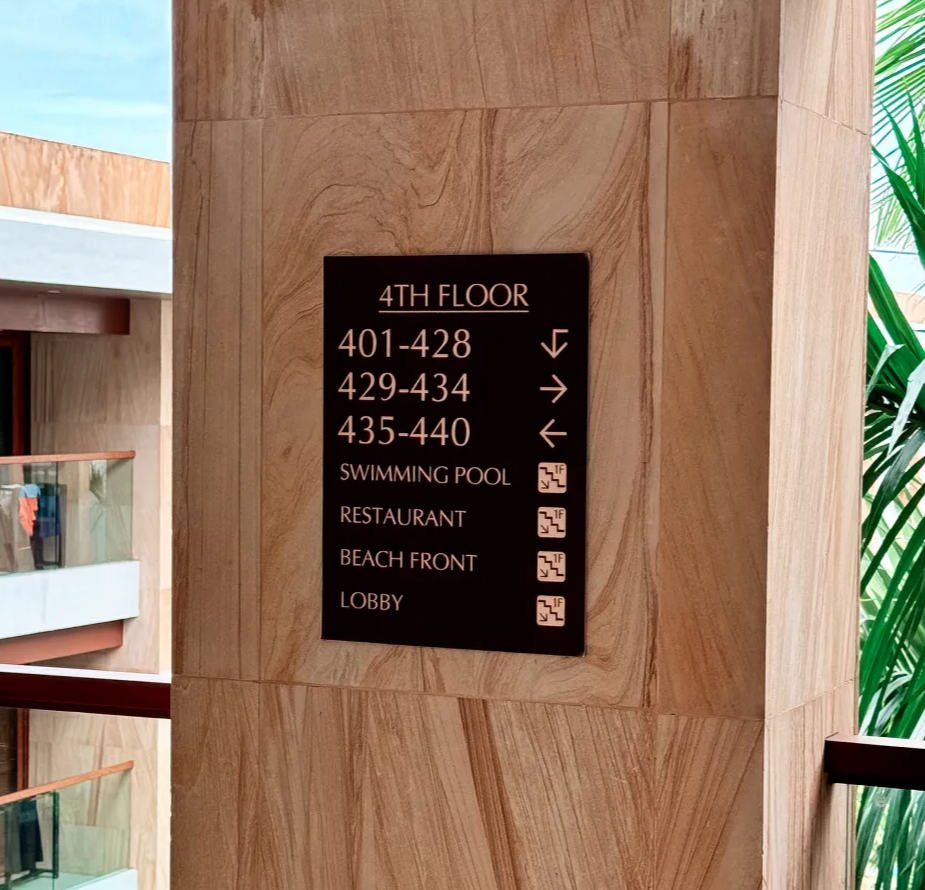 4TH FLOOR
401-428
429-434
435-440
SWIMMING POOL 1F
RESTAURANT 1F
BEACH FRONT 1F
LOBBY 1F